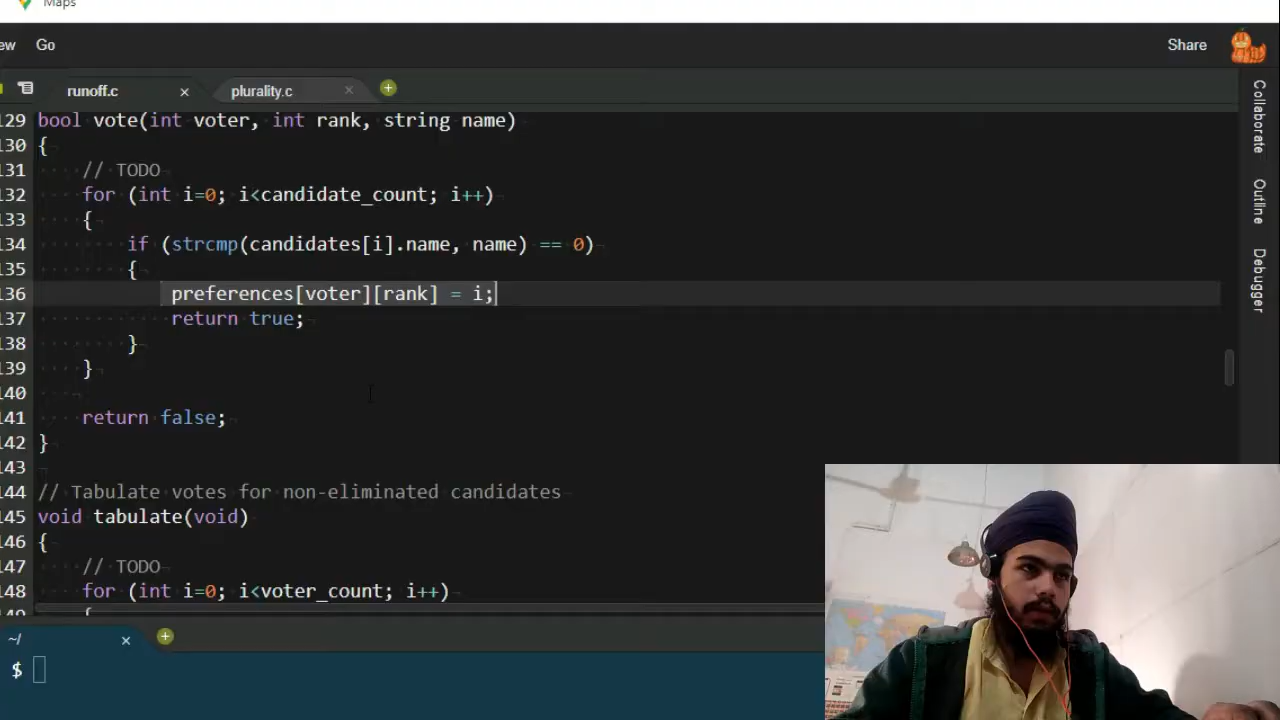 Maps
ew Go Share
runoff.c × plurality.c ×
129 bool vote(int voter, int rank, string name)
130 {
131 // TODO
132 for (int i=0; i<candidate_count; i++)
133 {
134 if (strcmp(candidates[i].name, name) == 0)
135 {
136 preferences[voter][rank] = i;
137 return true;
138 }
139 }
140
141 return false;
142 }
143
144 // Tabulate votes for non-eliminated candidates
145 void tabulate(void)
146 {
147 // TODO
148 for (int i=0; i<voter_count; i++)
149 {
~/ ×
$
Collaborate
Outline
Debugger